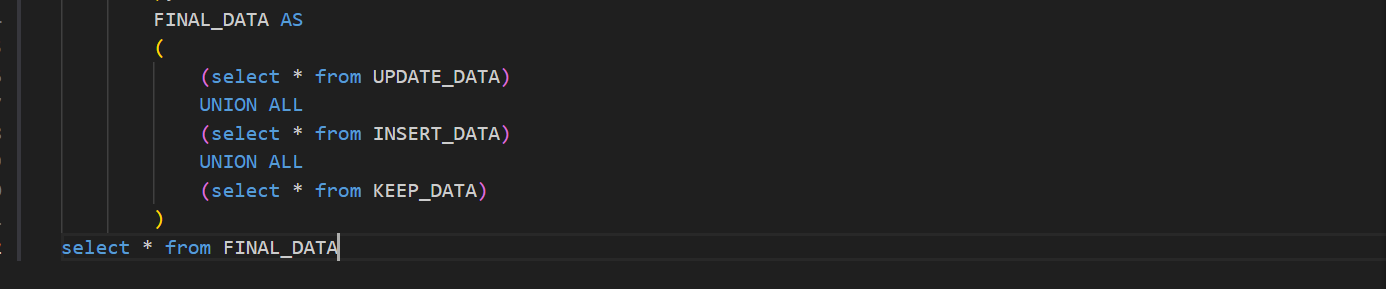 FINAL_DATA AS
(
(select * from UPDATE_DATA)
UNION ALL
(select * from INSERT_DATA)
UNION ALL
(select * from KEEP_DATA)
)
select * from FINAL_DATA